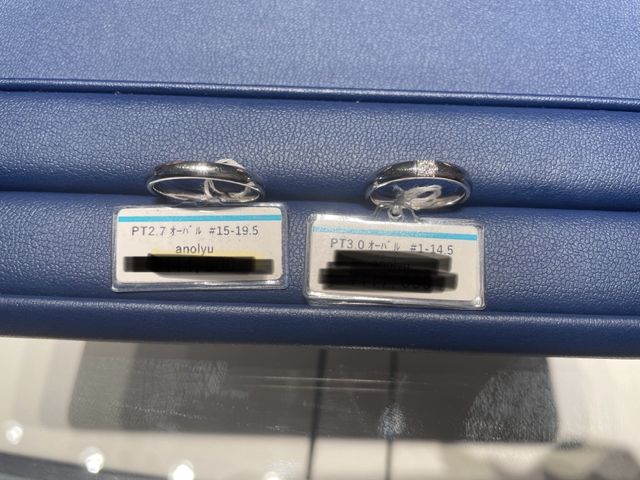 PT2.7 ｵｰﾊﾞﾙ #15-19.5
anolyu
PT3.0 ｵｰﾊﾞﾙ #1-14.5